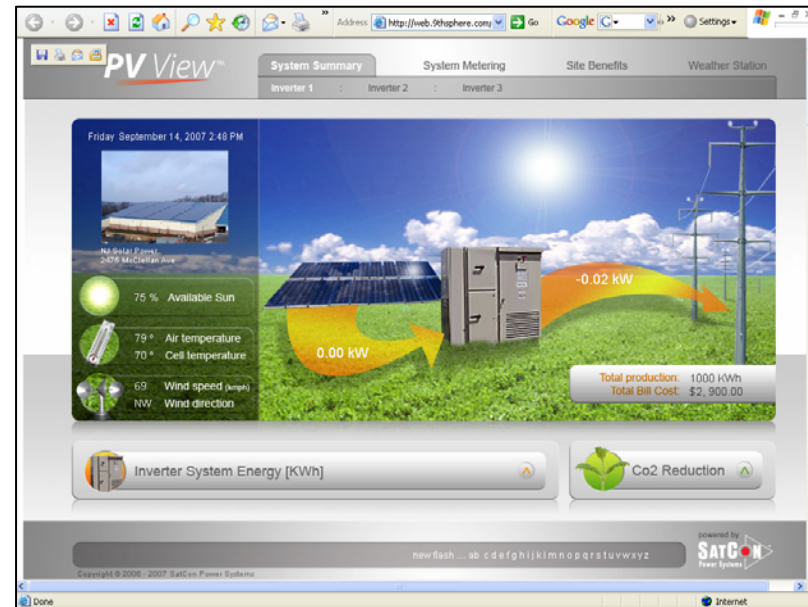 Address http://web.9thsphere.com Go Google G Settings
PV View™
System Summary System Metering Site Benefits Weather Station
Inverter 1 : Inverter 2 : Inverter 3
Friday September 14, 2007 2:48 PM
NJ Solar Power
2476 McClellan Ave
75 % Available Sun
79 ° Air temperature
70 ° Cell temperature
69 Wind speed (kmph)
NW Wind direction
0.00 kW
-0.02 kW
Total production: 1000 KWh
Total Bill Cost: $2, 900.00
Inverter System Energy [KWh]
Co2 Reduction
new flash .... ab c d e f g h i j k l m n o p q r s t u v w x y z
powered by
SATCON
Power Systems
Copyright © 2006 - 2007 SatCon Power Systems
Done Internet